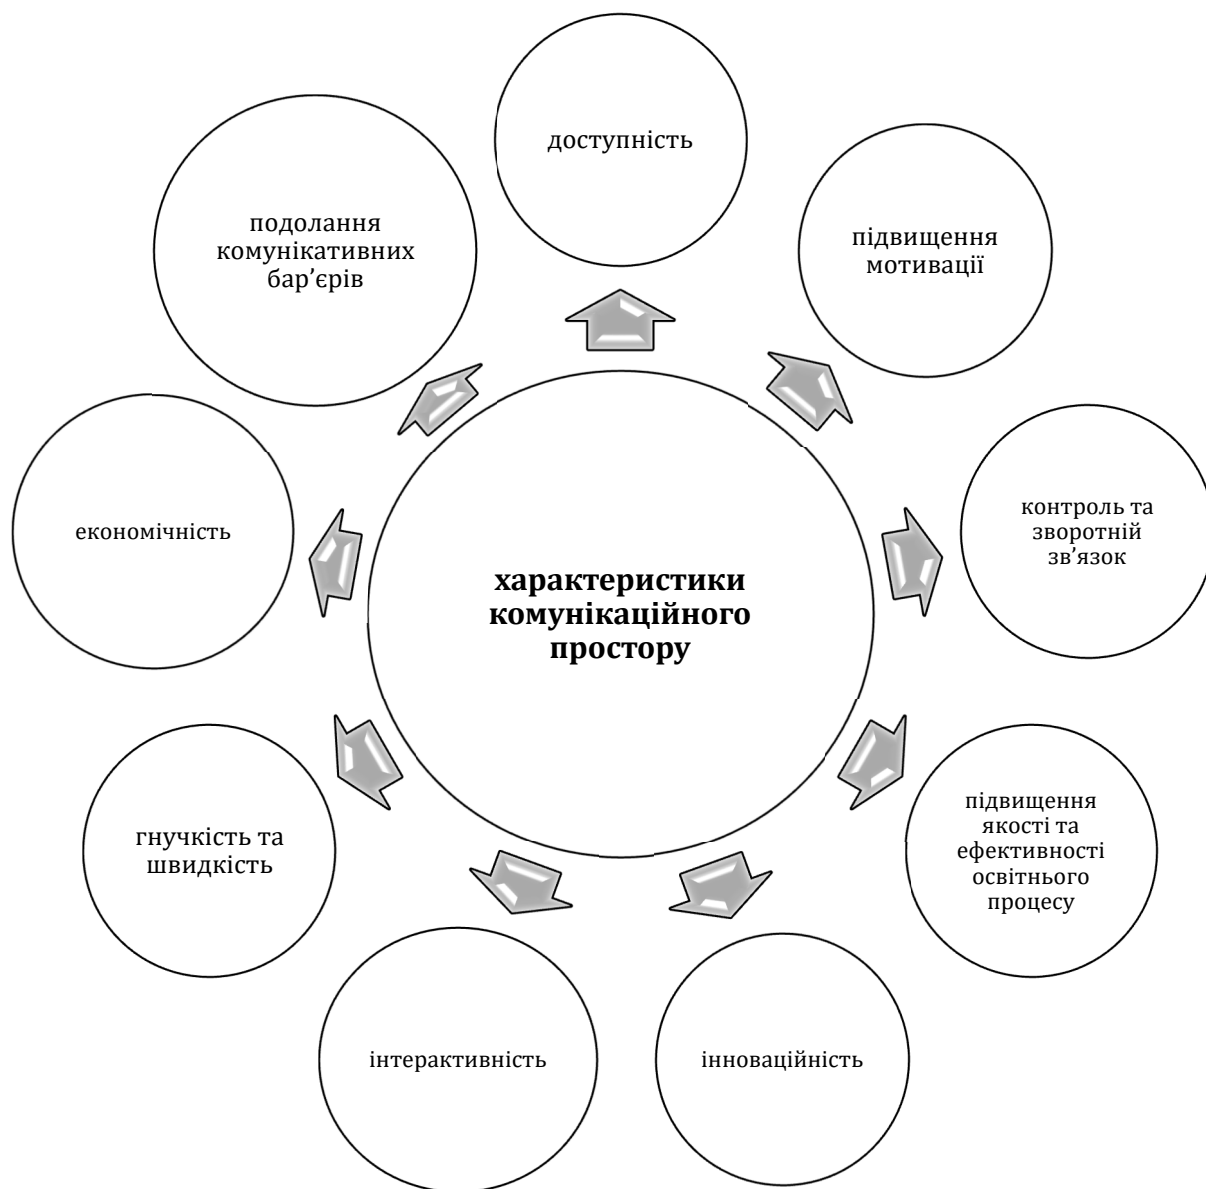 доступність
підвищення
мотивації
контроль та
зворотній
зв’язок
підвищення
якості та
ефективності
освітнього
процесу
інноваційність
інтерактивність
гнучкість та
швидкість
економічність
подолання
комунікативних
бар’єрів
характеристики
комунікаційного
простору